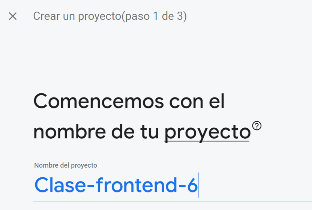 Crear un proyecto(paso 1 de 3)
Comencemos con el
nombre de tu proyecto
Nombre del proyecto
Clase-frontend-6